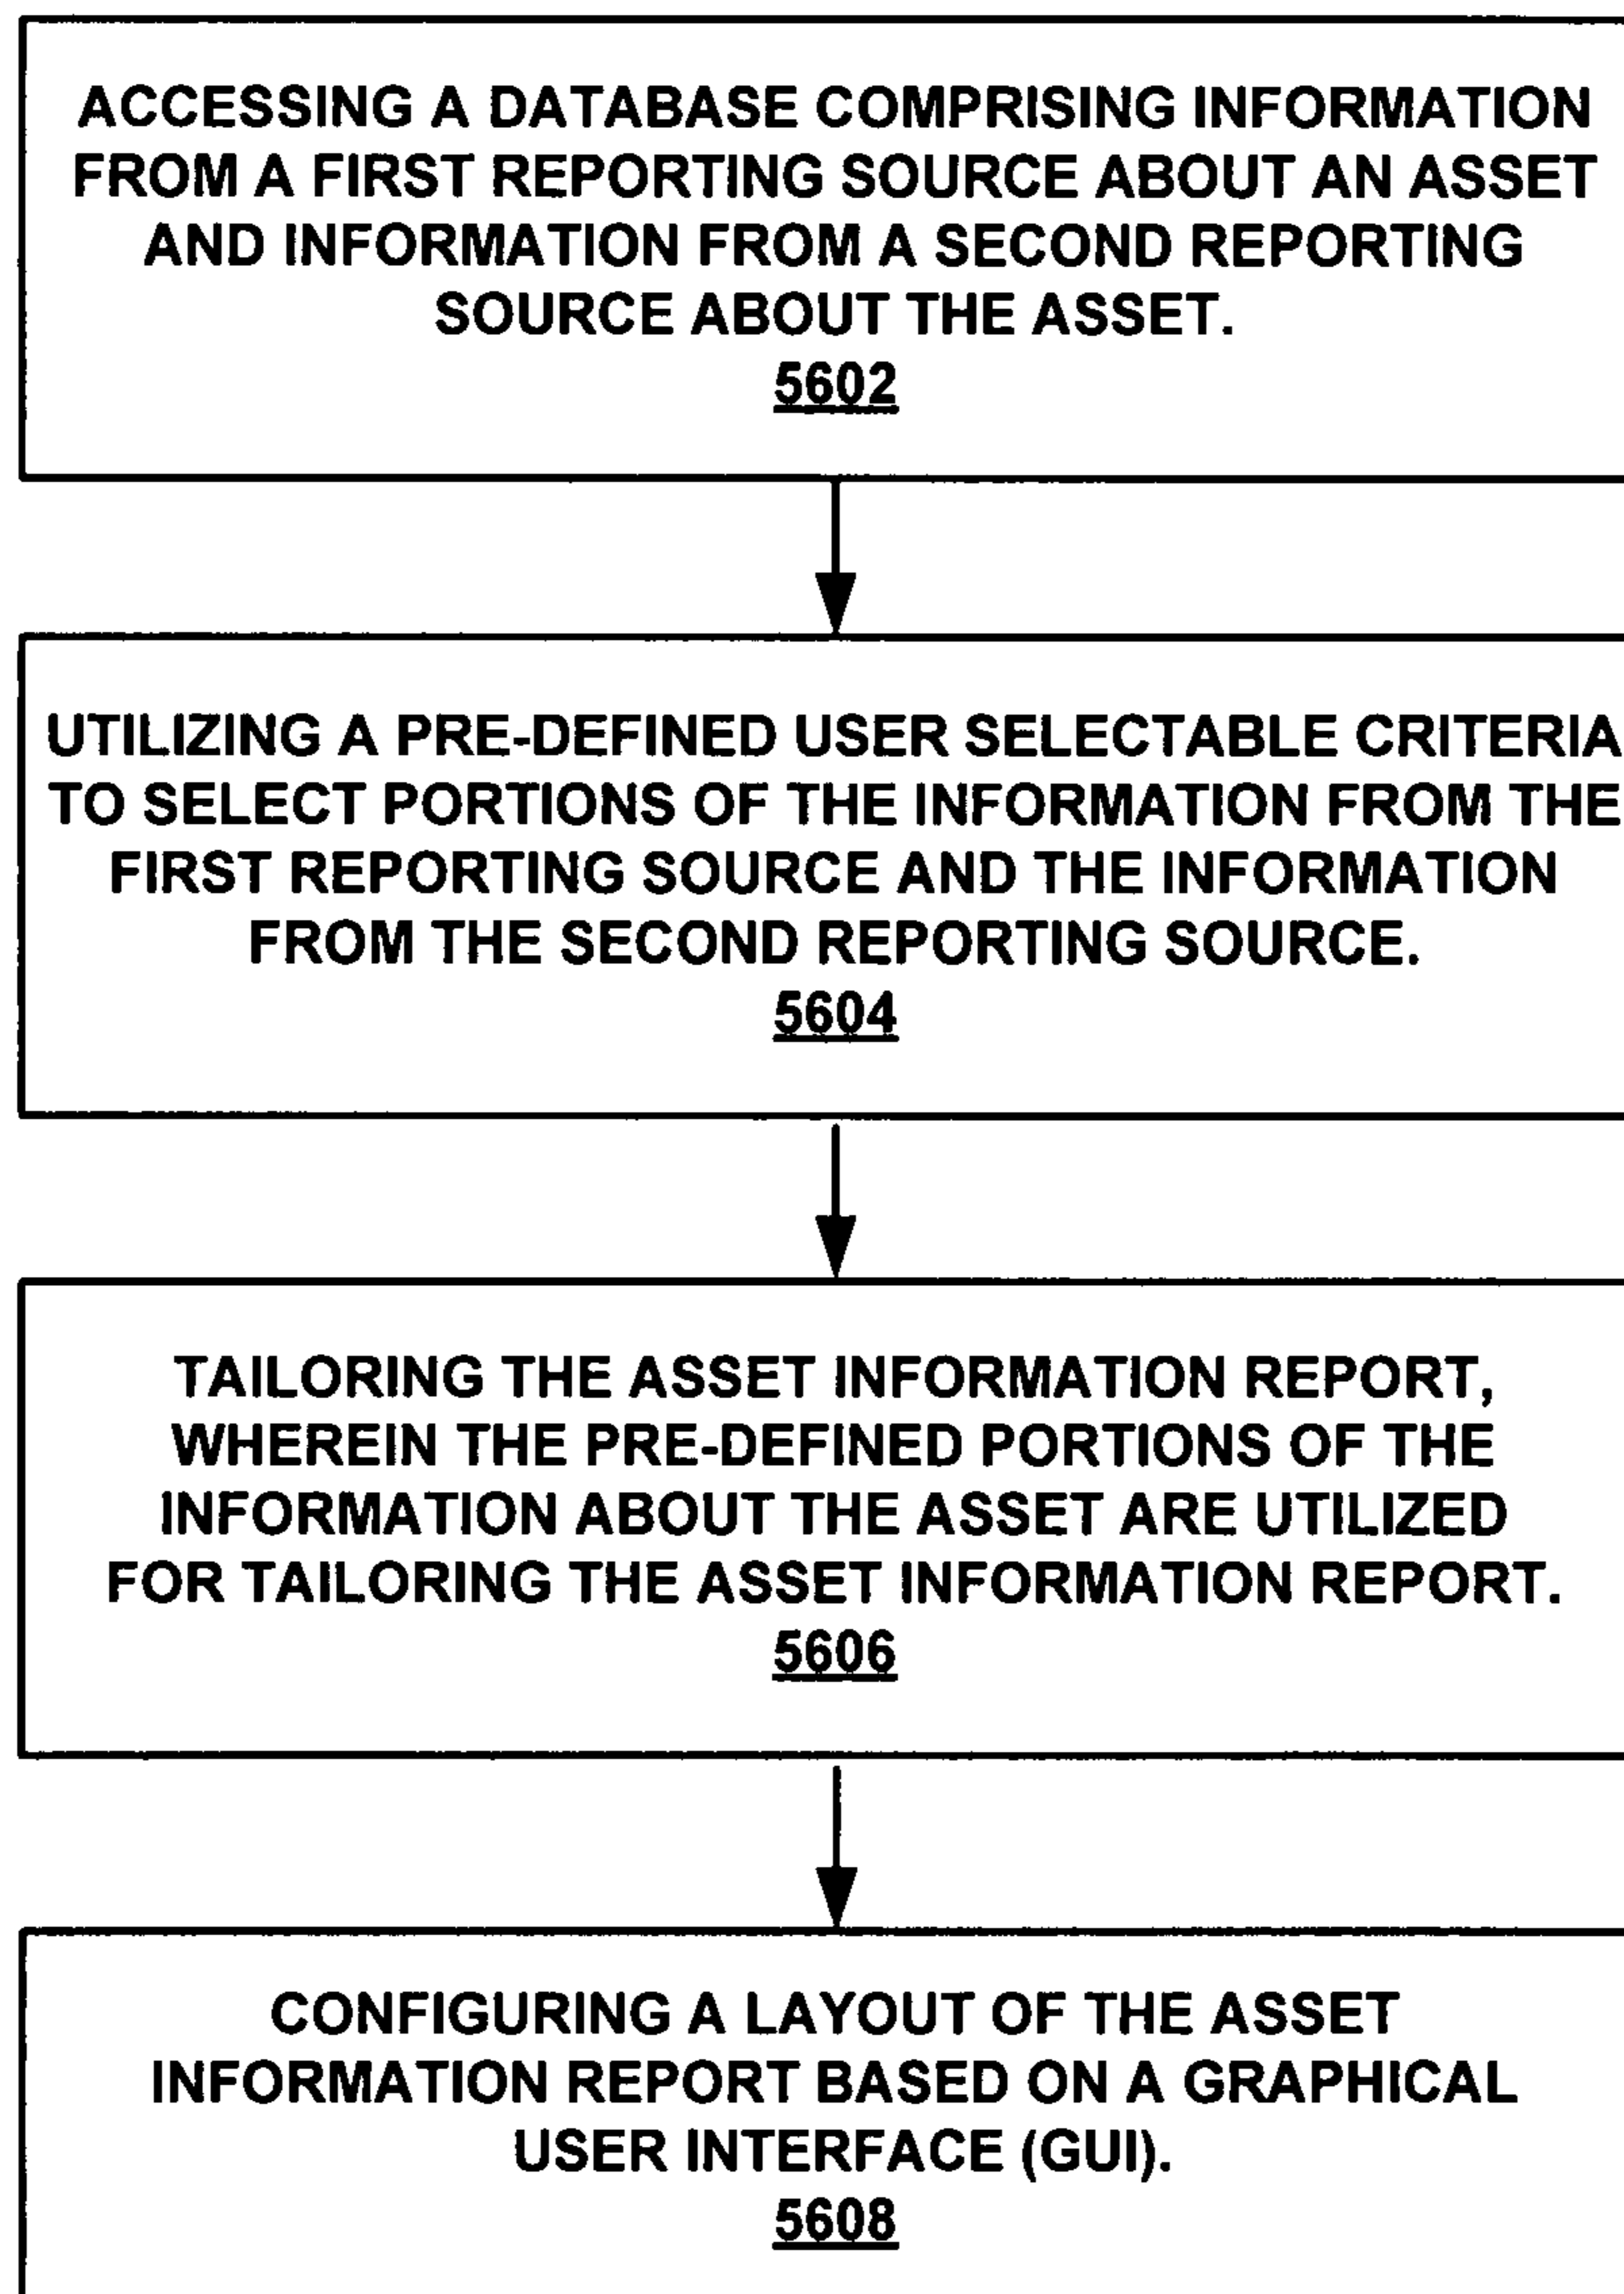 ACCESSING A DATABASE COMPRISING INFORMATION
FROM A FIRST REPORTING SOURCE ABOUT AN ASSET
AND INFORMATION FROM A SECOND REPORTING
SOURCE ABOUT THE ASSET.
5602
UTILIZING A PRE-DEFINED USER SELECTABLE CRITERIA
TO SELECT PORTIONS OF THE INFORMATION FROM THE
FIRST REPORTING SOURCE AND THE INFORMATION
FROM THE SECOND REPORTING SOURCE.
5604
TAILORING THE ASSET INFORMATION REPORT,
WHEREIN THE PRE-DEFINED PORTIONS OF THE
INFORMATION ABOUT THE ASSET ARE UTILIZED
FOR TAILORING THE ASSET INFORMATION REPORT.
5606
CONFIGURING A LAYOUT OF THE ASSET
INFORMATION REPORT BASED ON A GRAPHICAL
USER INTERFACE (GUI).
5608